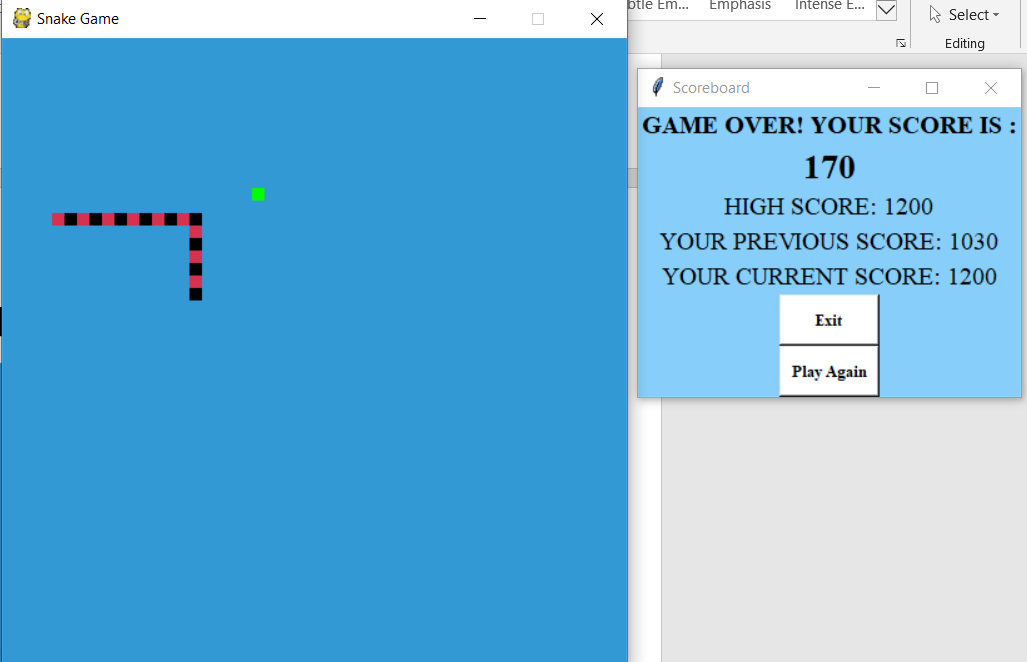 Snake Game
btle Em... Emphasis Intense E...
Select
Editing
Scoreboard
GAME OVER! YOUR SCORE IS :
170
HIGH SCORE: 1200
YOUR PREVIOUS SCORE: 1030
YOUR CURRENT SCORE: 1200
Exit
Play Again